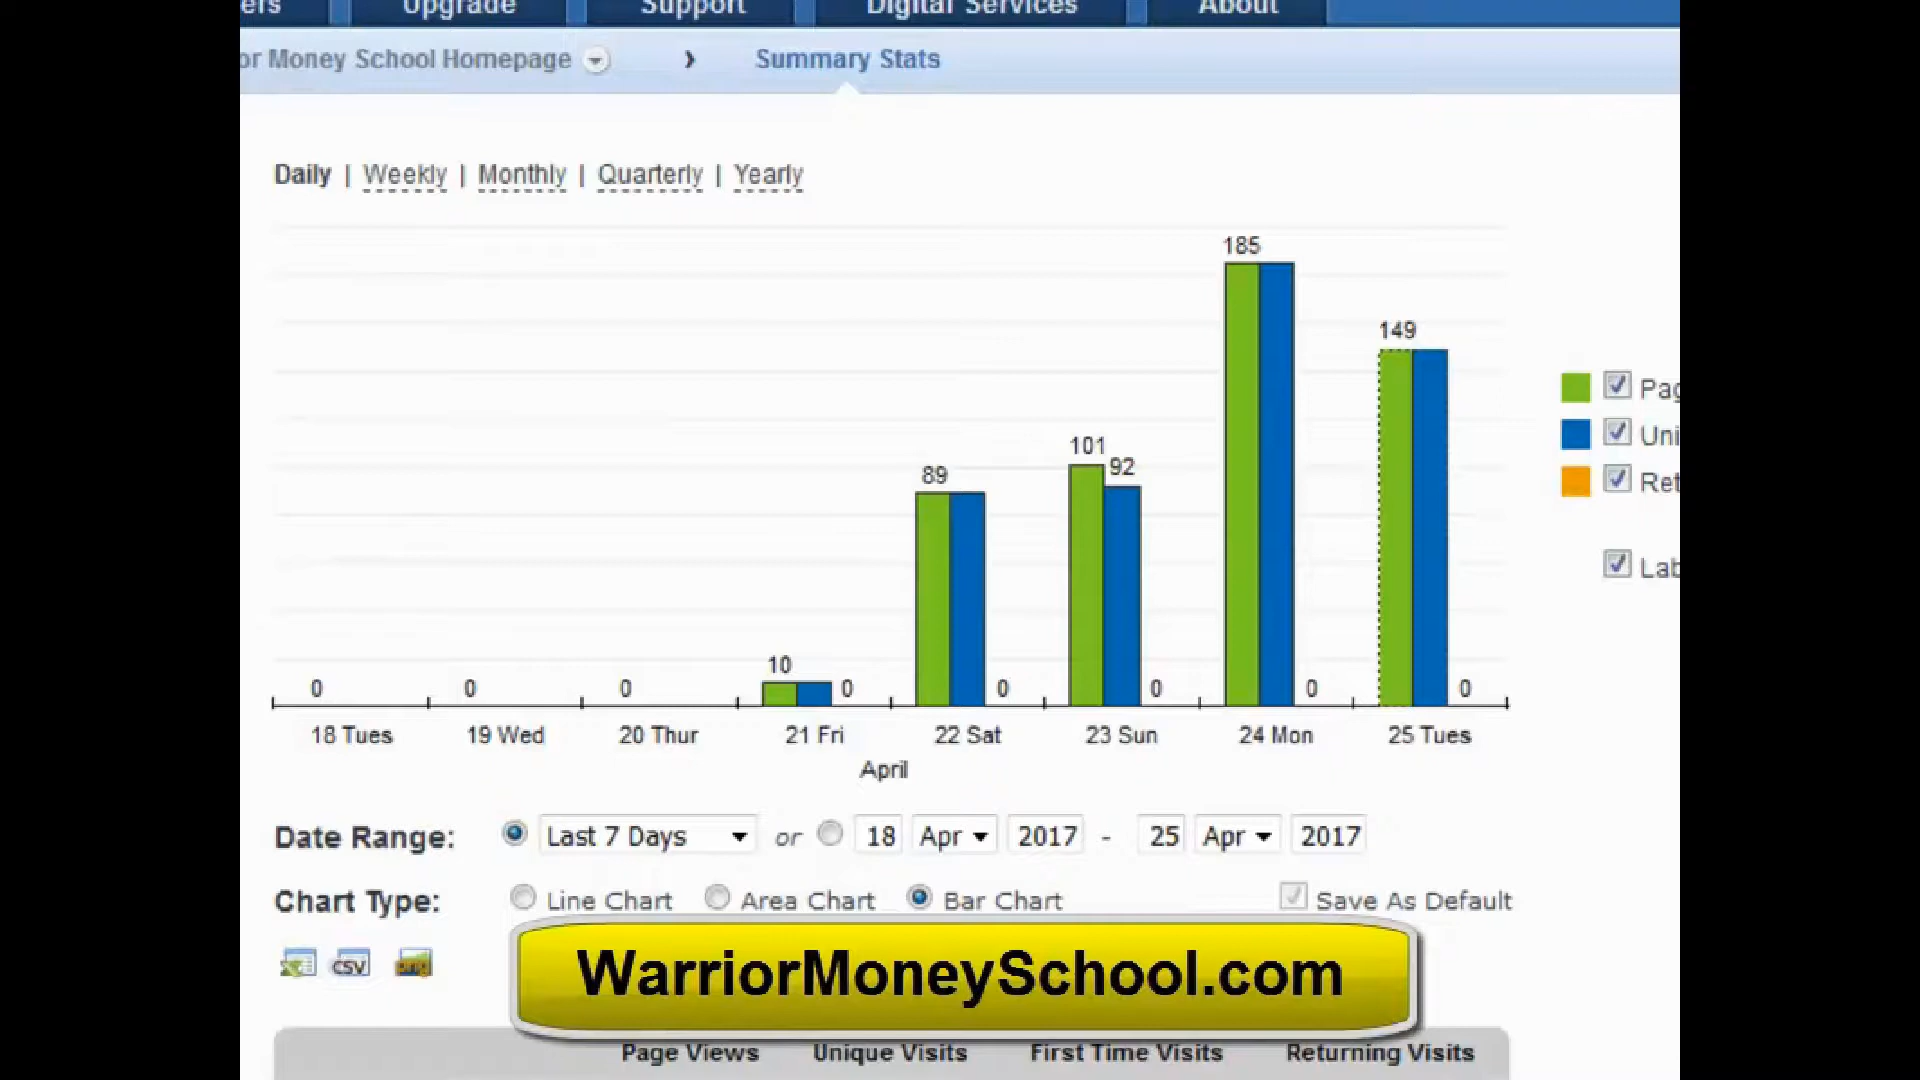 Upgrade Support Digital Services About
Money School Homepage › Summary Stats
Daily | Weekly | Monthly | Quarterly | Yearly
185
149
101
92
89
10
0 0 0 0 0 0 0 0
18 Tues 19 Wed 20 Thur 21 Fri 22 Sat 23 Sun 24 Mon 25 Tues
April
Date Range: Last 7 Days or 18 Apr 2017 - 25 Apr 2017
Chart Type: Line Chart Area Chart Bar Chart Save As Default
CSV png
WarriorMoneySchool.com
Page Views Unique Visits First Time Visits Returning Visits